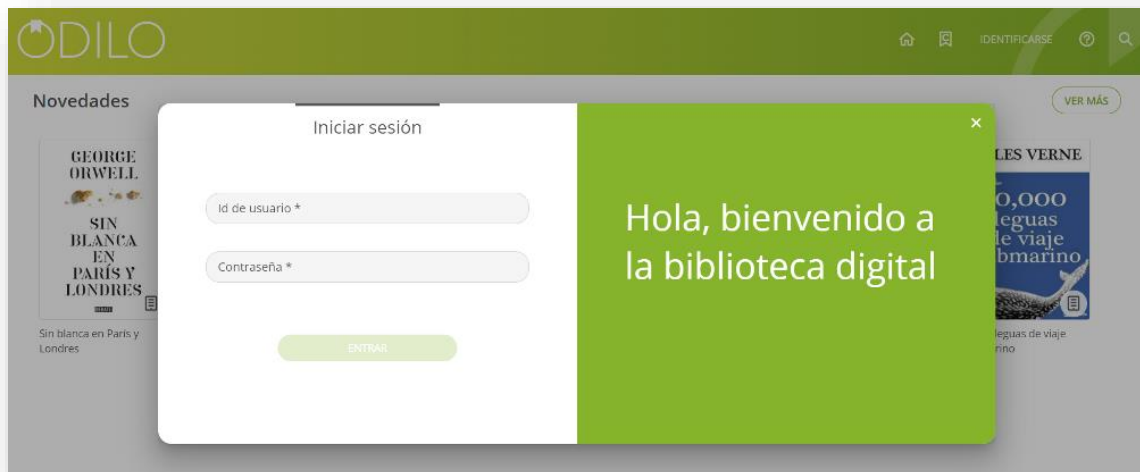 ODILO
IDENTIFICARSE
Novedades
VER MÁS
GEORGE
ORWELL
SIN
BLANCA
EN
PARÍS Y
LONDRES
Sin blanca en París y
Londres
Iniciar sesión
Id de usuario *
Contraseña *
ENTRAR
Hola, bienvenido a
la biblioteca digital
LES VERNE
0,000
leguas
de viaje
bmarino
leguas de viaje
rino